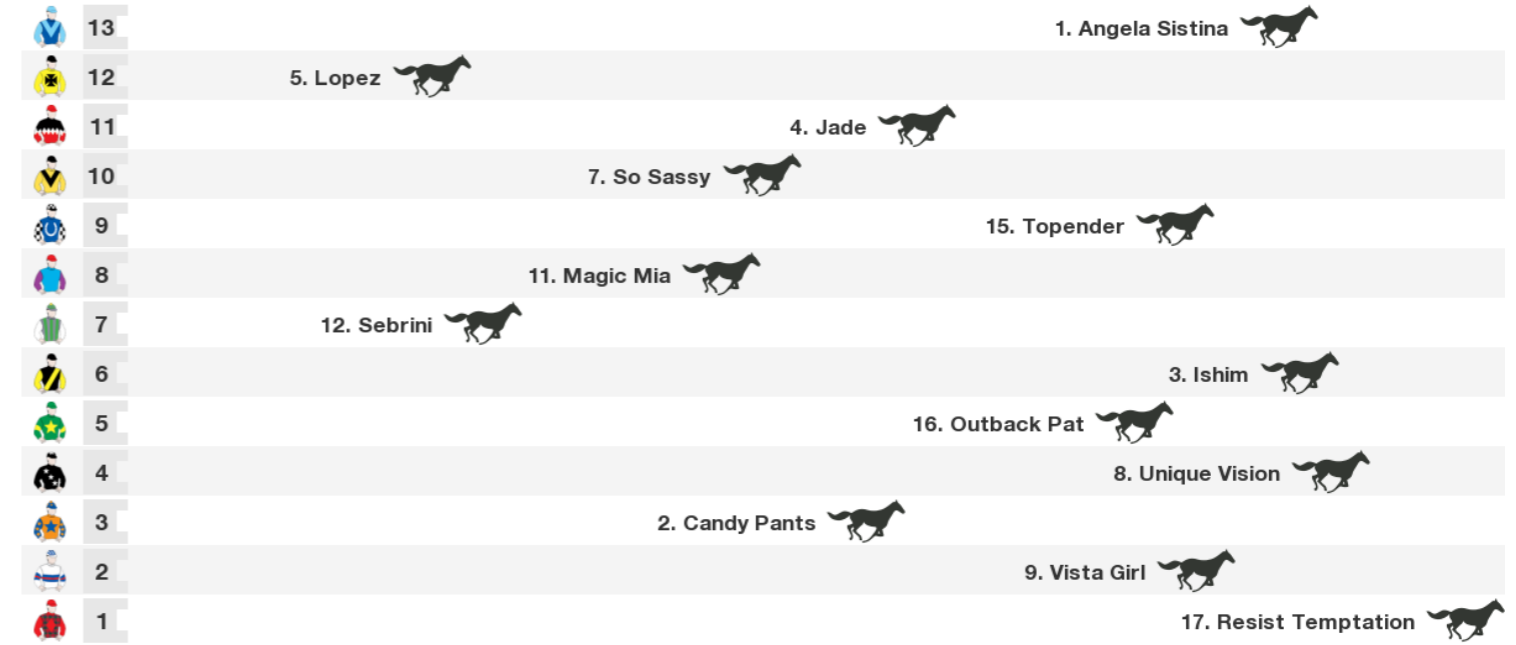 13 1. Angela Sistina
12 5. Lopez
11 4. Jade
10 7. So Sassy
9 15. Topender
8 11. Magic Mia
7 12. Sebrini
6 3. Ishim
5 16. Outback Pat
4 8. Unique Vision
3 2. Candy Pants
2 9. Vista Girl
1 17. Resist Temptation